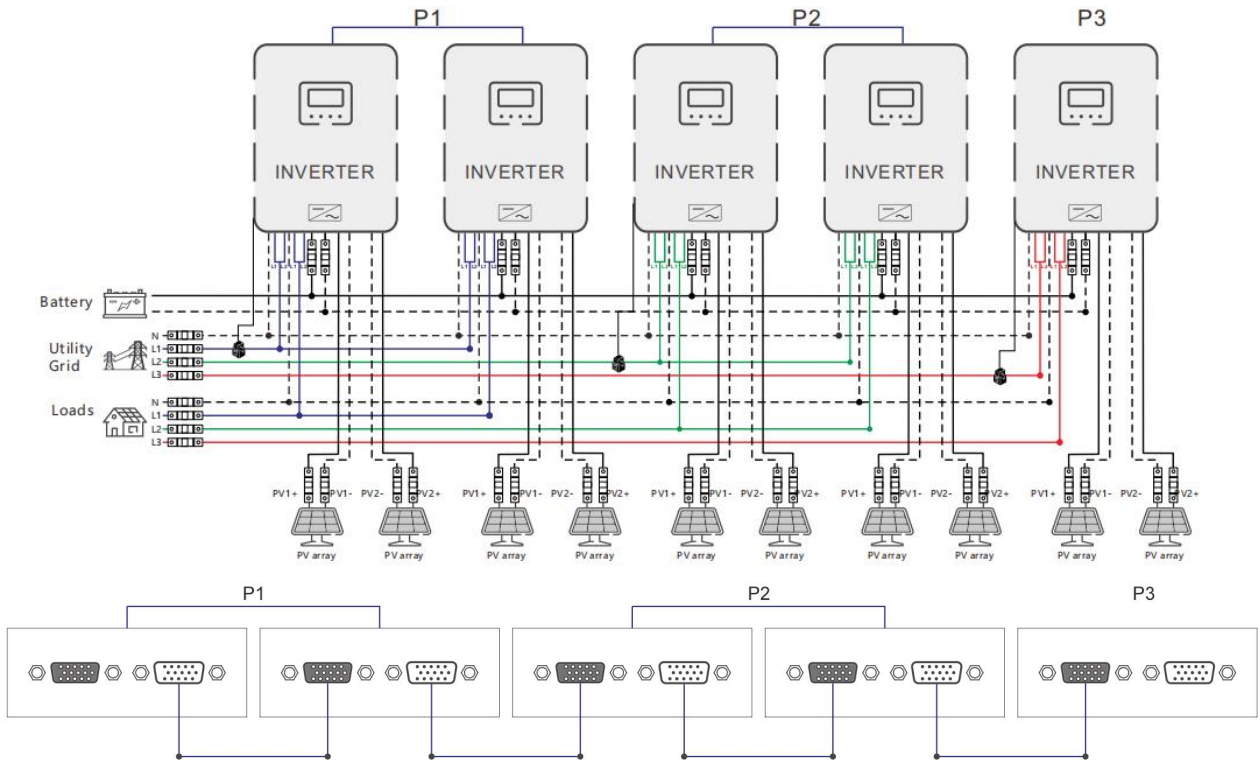 P1 P2 P3
INVERTER INVERTER INVERTER INVERTER INVERTER
Battery
Utility
Grid
N
L1
L2
L3
Loads
N
L1
L2
L3
PV1+ PV1- PV2- PV2+ PV1+ PV1- PV2- PV2+ PV1+ PV1- PV2- PV2+ PV1+ PV1- PV2- PV2+ PV1+ PV1- PV2- PV2+
PV array PV array PV array PV array PV array PV array PV array PV array PV array PV array
P1 P2 P3